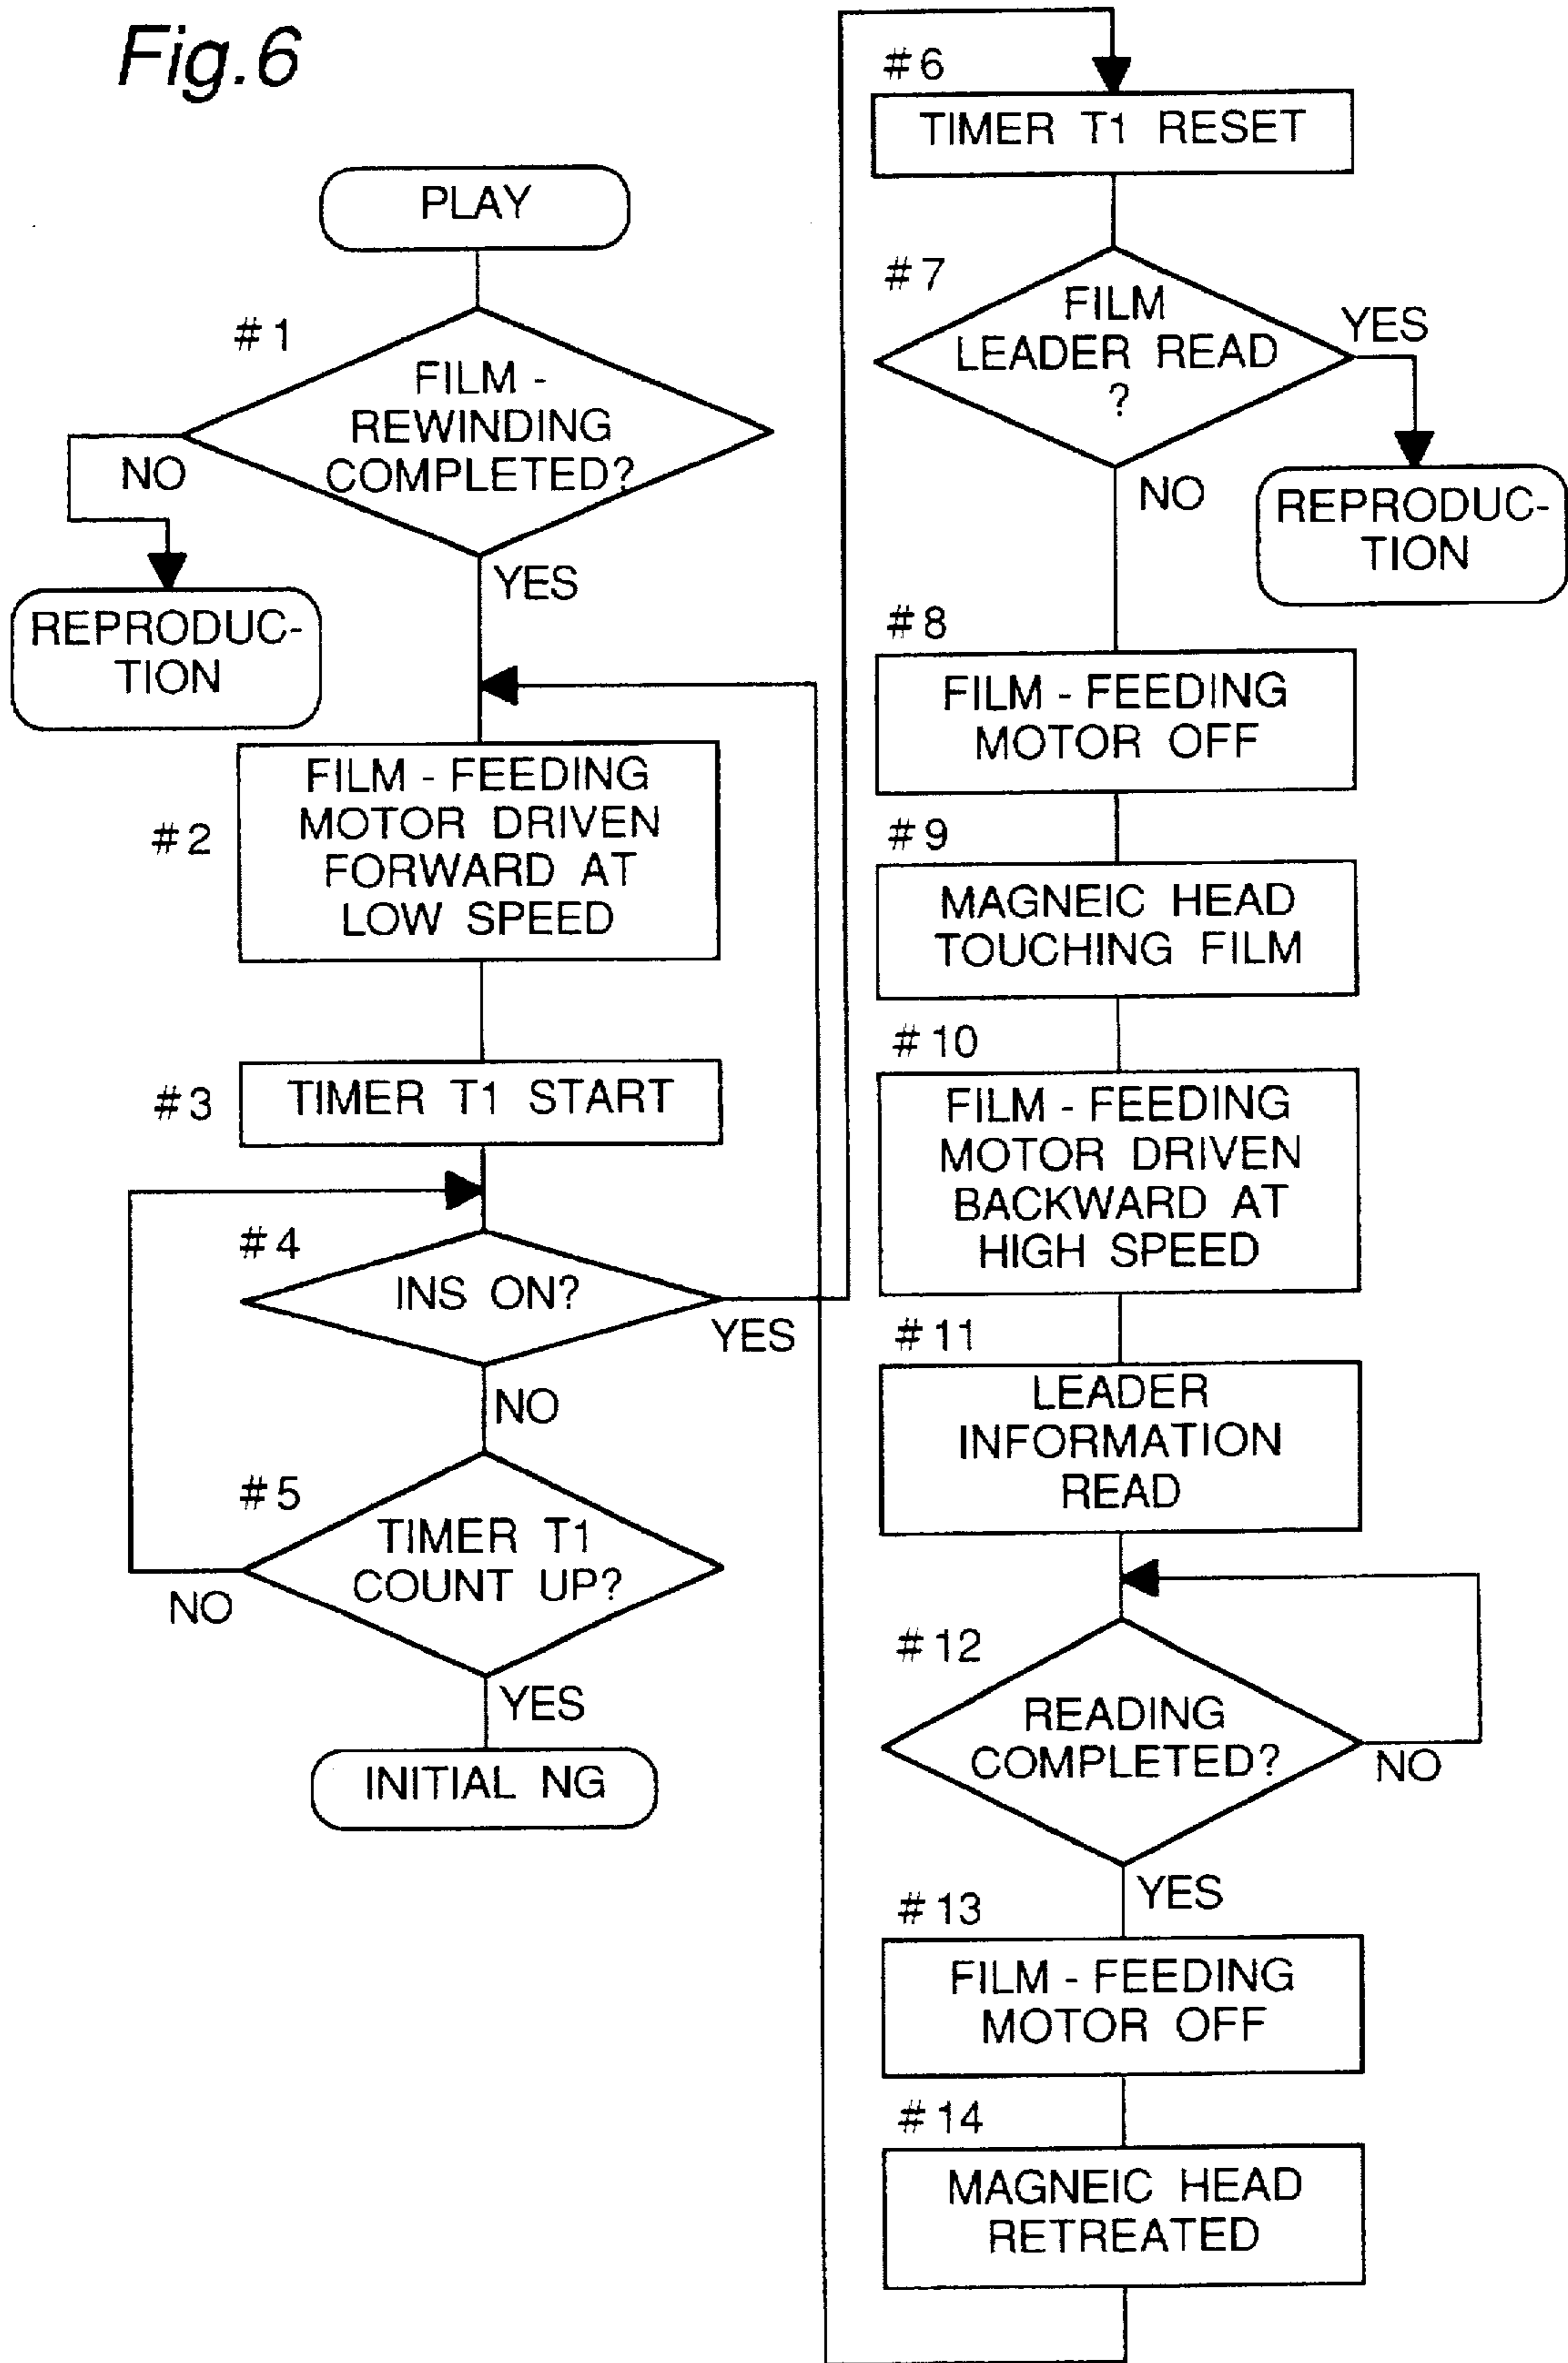 Fig.6
PLAY
#1
FILM -
REWINDING
COMPLETED?
NO
YES
REPRODUC-
TION
#2
FILM - FEEDING
MOTOR DRIVEN
FORWARD AT
LOW SPEED
#3
TIMER T1 START
#4
INS ON?
YES
NO
#5
TIMER T1
COUNT UP?
NO
YES
INITIAL NG
#6
TIMER T1 RESET
#7
FILM
LEADER READ
?
YES
NO
REPRODUC-
TION
#8
FILM - FEEDING
MOTOR OFF
#9
MAGNEIC HEAD
TOUCHING FILM
#10
FILM - FEEDING
MOTOR DRIVEN
BACKWARD AT
HIGH SPEED
#11
LEADER
INFORMATION
READ
#12
READING
COMPLETED?
NO
YES
#13
FILM - FEEDING
MOTOR OFF
#14
MAGNEIC HEAD
RETREATED